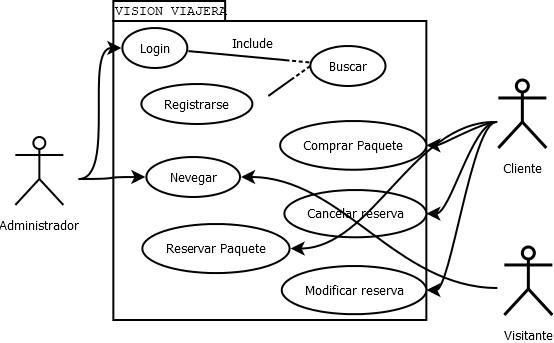 VISION VIAJERA
Login
Include
Buscar
Registrarse
Comprar Paquete
Cliente
Nevegar
Administrador
Cancelar reserva
Reservar Paquete
Modificar reserva
Visitante